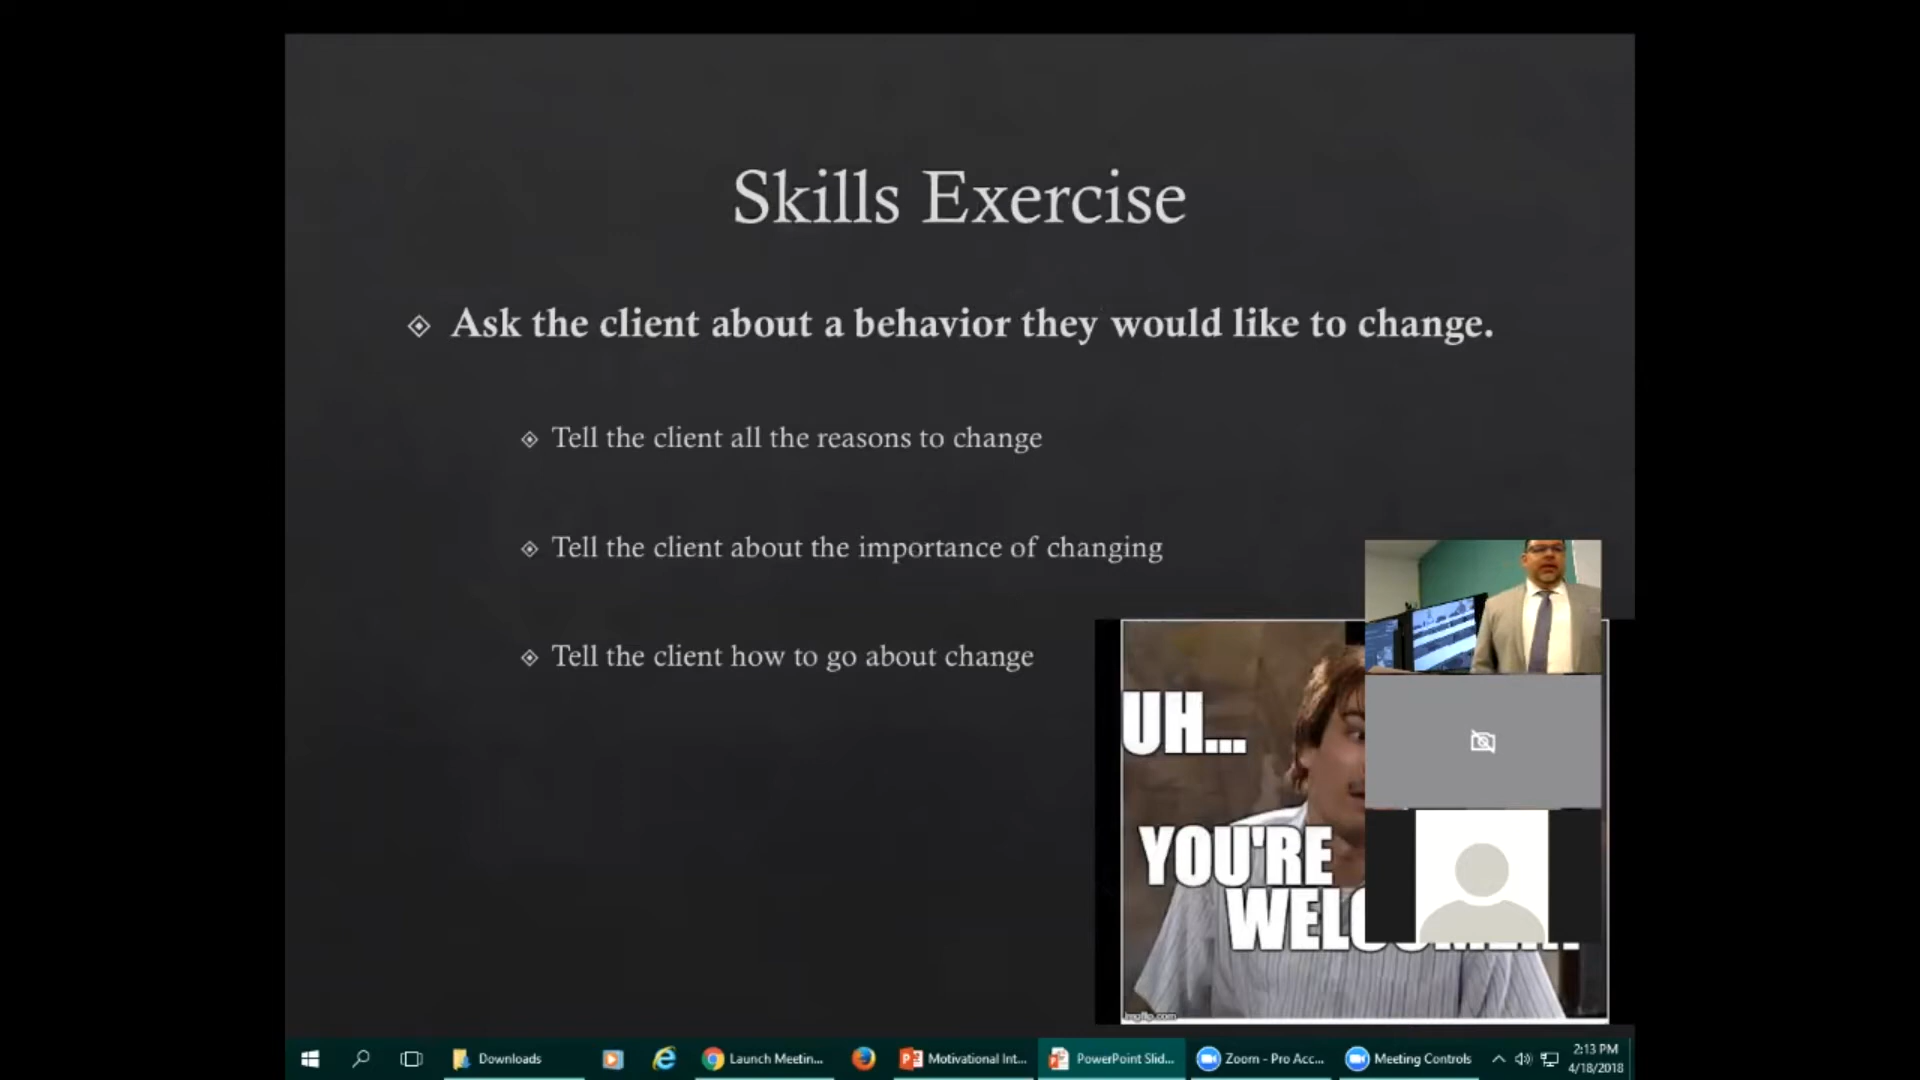 Skills Exercise
Ask the client about a behavior they would like to change.
Tell the client all the reasons to change
Tell the client about the importance of changing
Tell the client how to go about change
UH...
YOU'RE
imgflip.com
Downloads
Launch Meetin...
Motivational Int...
PowerPoint Slid...
Zoom - Pro Acc...
Meeting Controls
2:13 PM
4/18/2018